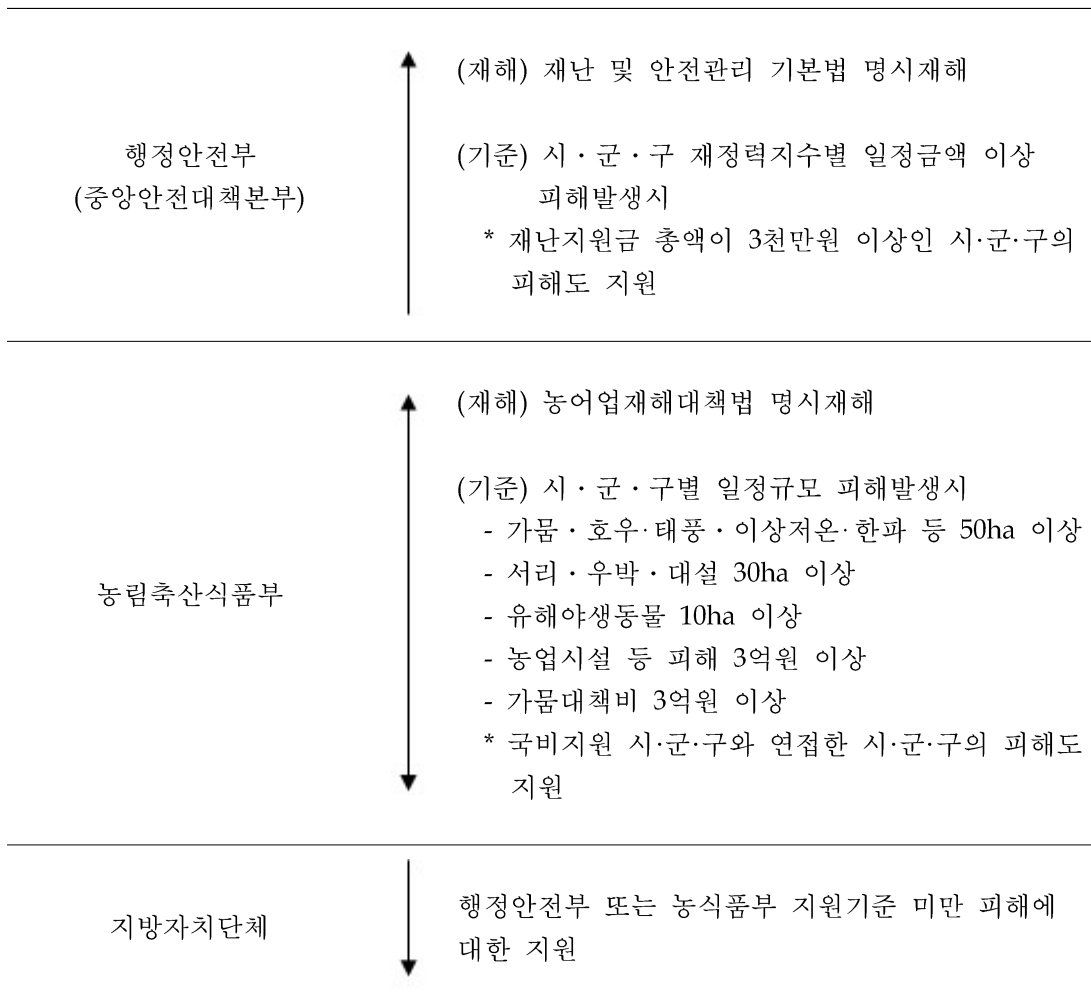 행정안전부
(중앙안전대책본부)
(재해) 재난 및 안전관리 기본법 명시재해
(기준) 시・군・구 재정력지수별 일정금액 이상
피해발생시
* 재난지원금 총액이 3천만원 이상인 시·군·구의
피해도 지원
농림축산식품부
(재해) 농어업재해대책법 명시재해
(기준) 시・군・구별 일정규모 피해발생시
- 가뭄・호우·태풍・이상저온·한파 등 50ha 이상
- 서리・우박・대설 30ha 이상
- 유해야생동물 10ha 이상
- 농업시설 등 피해 3억원 이상
- 가뭄대책비 3억원 이상
* 국비지원 시·군·구와 연접한 시·군·구의 피해도
지원
지방자치단체
행정안전부 또는 농식품부 지원기준 미만 피해에
대한 지원